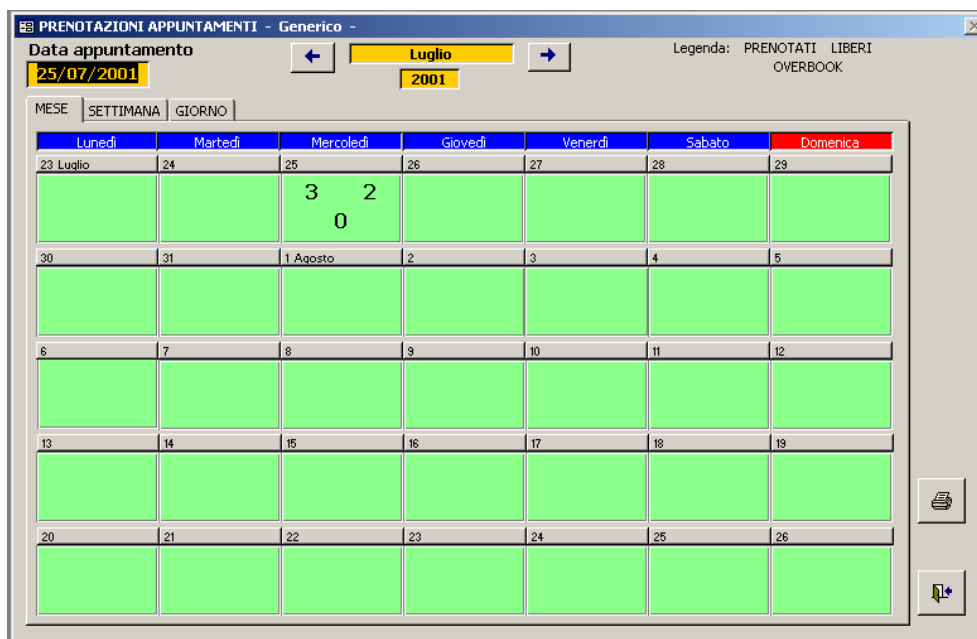 PRENOTAZIONI APPUNTAMENTI - Generico -
Data appuntamento
25/07/2001
Luglio
2001
Legenda: PRENOTATI LIBERI
OVERBOOK
MESE SETTIMANA GIORNO
Lunedì Martedì Mercoledì Giovedì Venerdì Sabato Domenica
23 Luglio 24 25 26 27 28 29
3 2
0
30 31 1 Agosto 2 3 4 5
6 7 8 9 10 11 12
13 14 15 16 17 18 19
20 21 22 23 24 25 26